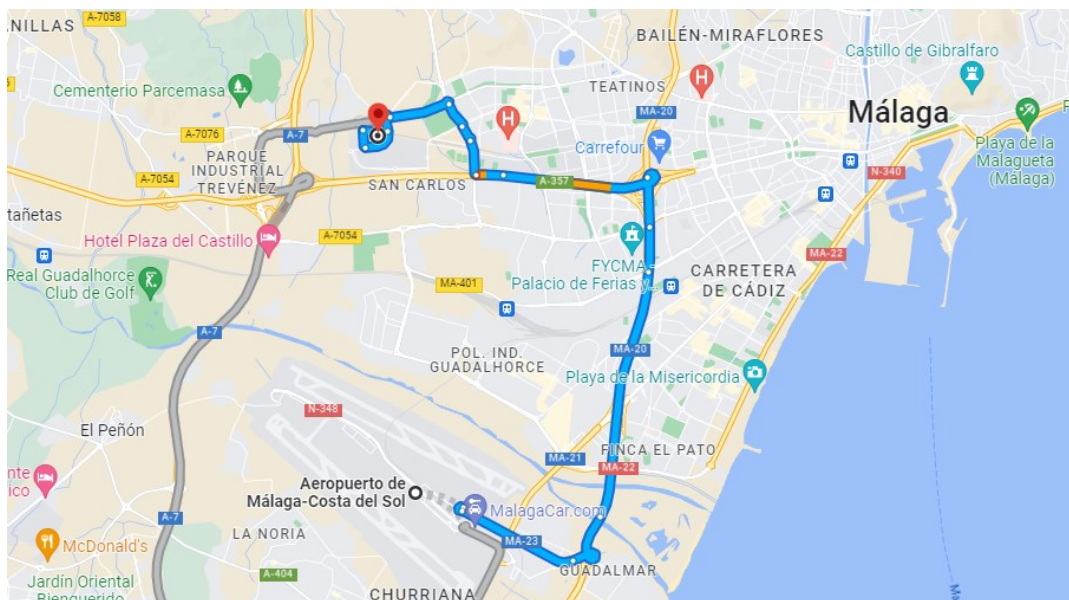 ANILLAS
A-7058
BAILÉN-MIRAFLORES
Castillo de Gibralfaro
TEATINOS
Cementerio Parcemasa
H
H
MA-20
Málaga
A-7076
A-7
Carrefour
Playa de la
Malagueta
(Málaga)
PARQUE
INDUSTRIAL
TREVÉNEZ
A-7054
SAN CARLOS
A-357
N-340
tañetas
Hotel Plaza del Castillo
A-7054
FYCMA -
Palacio de Ferias y...
MA-22
Real Guadalhorce
Club de Golf
MA-401
CARRETERA
DE CÁDIZ
A-7
POL. IND.
GUADALHORCE
MA-20
Playa de la Misericordia
N-348
El Peñón
FINCA EL PATO
MA-21
MA-22
Aeropuerto de
Málaga-Costa del Sol
MalagaCar.com
A-7
LA NORIA
MA-23
McDonald's
GUADALMAR
A-404
Jardín Oriental
Bienquerido
CHURRIANA